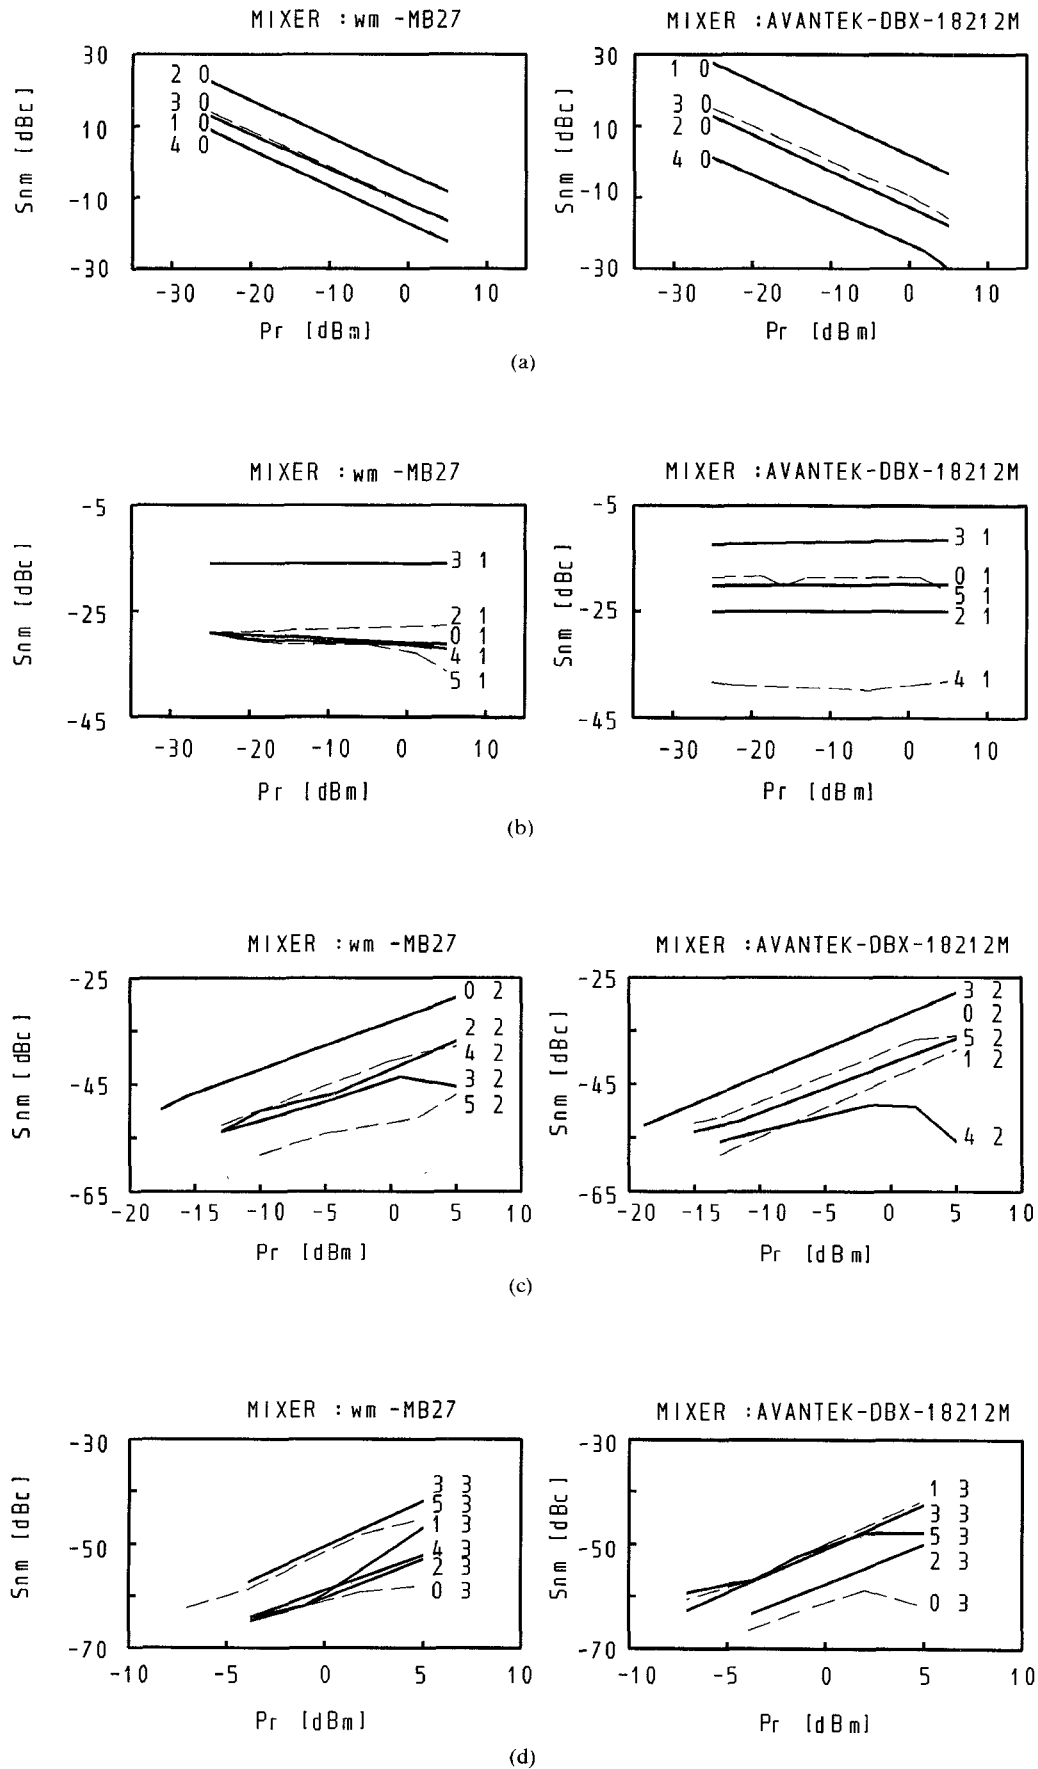 MIXER : wm -MB27
MIXER :AVANTEK-DBX-18212M
Snm [dBc]
30
10
-10
-30
2 0
3 0
1 0
4 0
-30 -20 -10 0 10
Pr [dBm]
Snm [dBc]
30
10
-10
-30
1 0
3 0
2 0
4 0
-30 -20 -10 0 10
Pr [dBm]
(a)
MIXER : wm -MB27
MIXER :AVANTEK-DBX-18212M
Snm [dBc]
-5
-25
-45
3 1
2 1
0 1
4 1
5 1
-30 -20 -10 0 10
Pr [dBm]
Snm [dBc]
-5
-25
-45
3 1
0 1
5 1
2 1
4 1
-30 -20 -10 0 10
Pr [dBm]
(b)
MIXER : wm -MB27
MIXER :AVANTEK-DBX-18212M
Snm [dBc]
-25
-45
-65
0 2
2 2
4 2
3 2
5 2
-20 -15 -10 -5 0 5 10
Pr [dBm]
Snm [dBc]
-25
-45
-65
3 2
0 2
5 2
1 2
4 2
-20 -15 -10 -5 0 5 10
Pr [dBm]
(c)
MIXER : wm -MB27
MIXER :AVANTEK-DBX-18212M
Snm [dBc]
-30
-50
-70
3 3
5 3
1 3
4 3
2 3
0 3
-10 -5 0 5 10
Pr [dBm]
Snm [dBc]
-30
-50
-70
1 3
3 3
5 3
2 3
0 3
-10 -5 0 5 10
Pr [dBm]
(d)